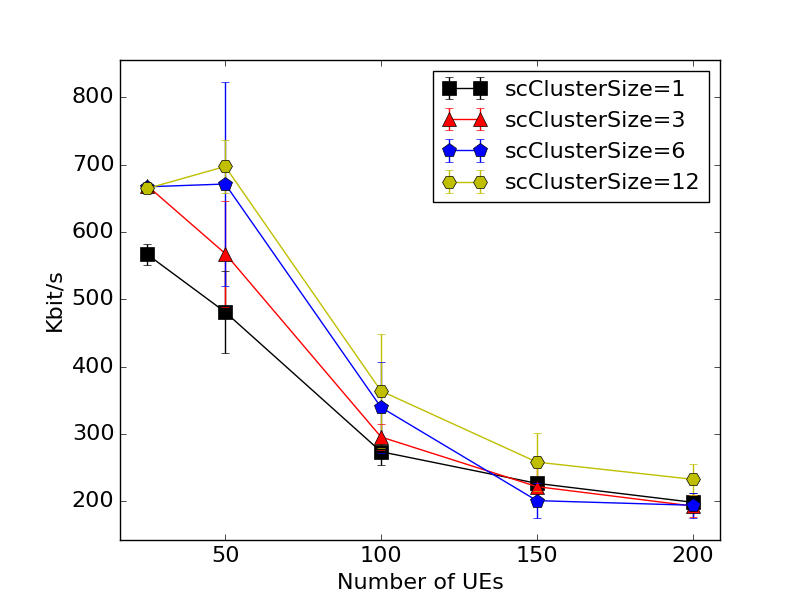 800
700
600
500
400
300
200
Kbit/s
50
100
150
200
Number of UEs
scClusterSize=1
scClusterSize=3
scClusterSize=6
scClusterSize=12